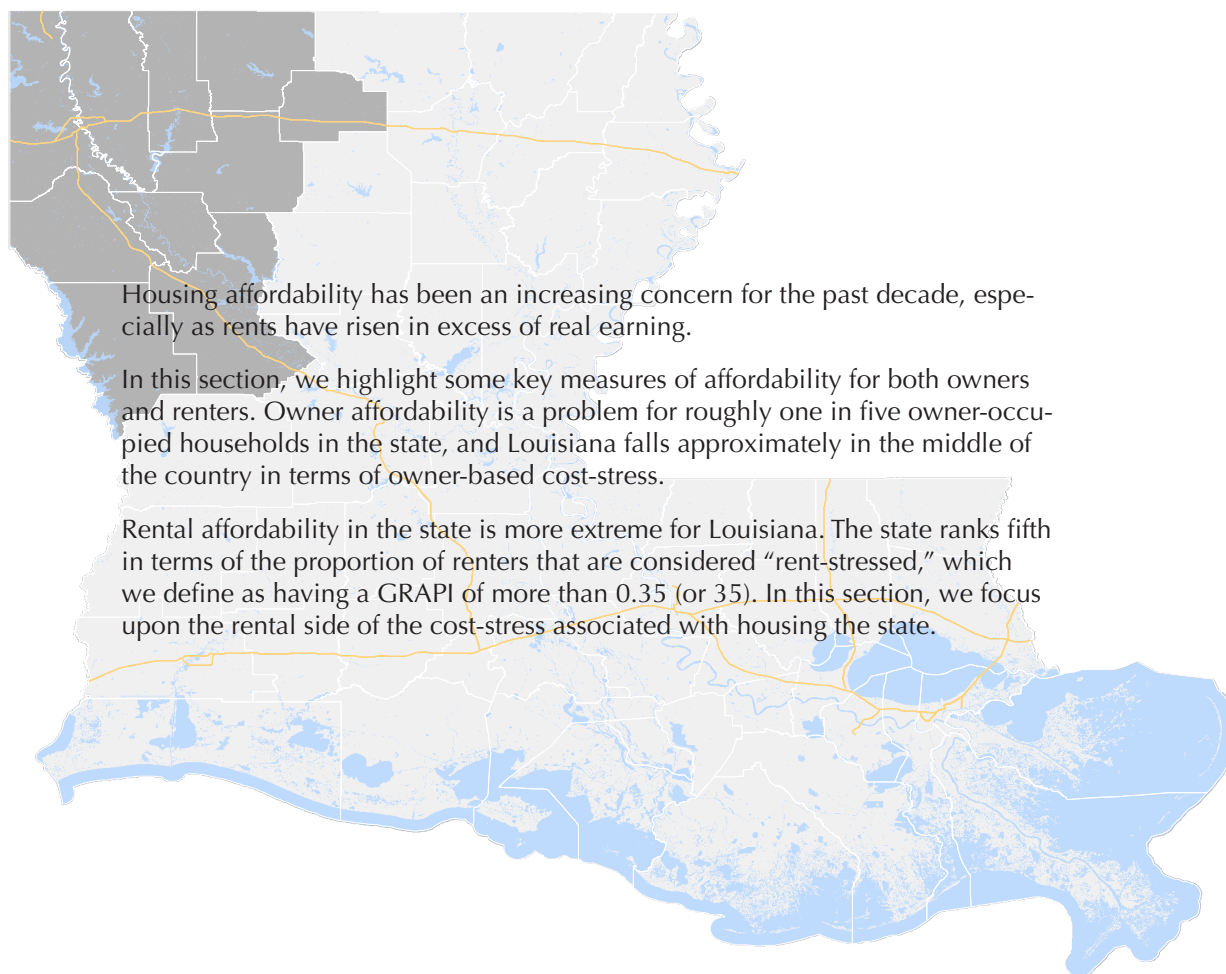 Housing affordability has been an increasing concern for the past decade, espe-
cially as rents have risen in excess of real earning.
In this section, we highlight some key measures of affordability for both owners
and renters. Owner affordability is a problem for roughly one in five owner-occu-
pied households in the state, and Louisiana falls approximately in the middle of
the country in terms of owner-based cost-stress.
Rental affordability in the state is more extreme for Louisiana. The state ranks fifth
in terms of the proportion of renters that are considered “rent-stressed,” which
we define as having a GRAPI of more than 0.35 (or 35). In this section, we focus
upon the rental side of the cost-stress associated with housing the state.